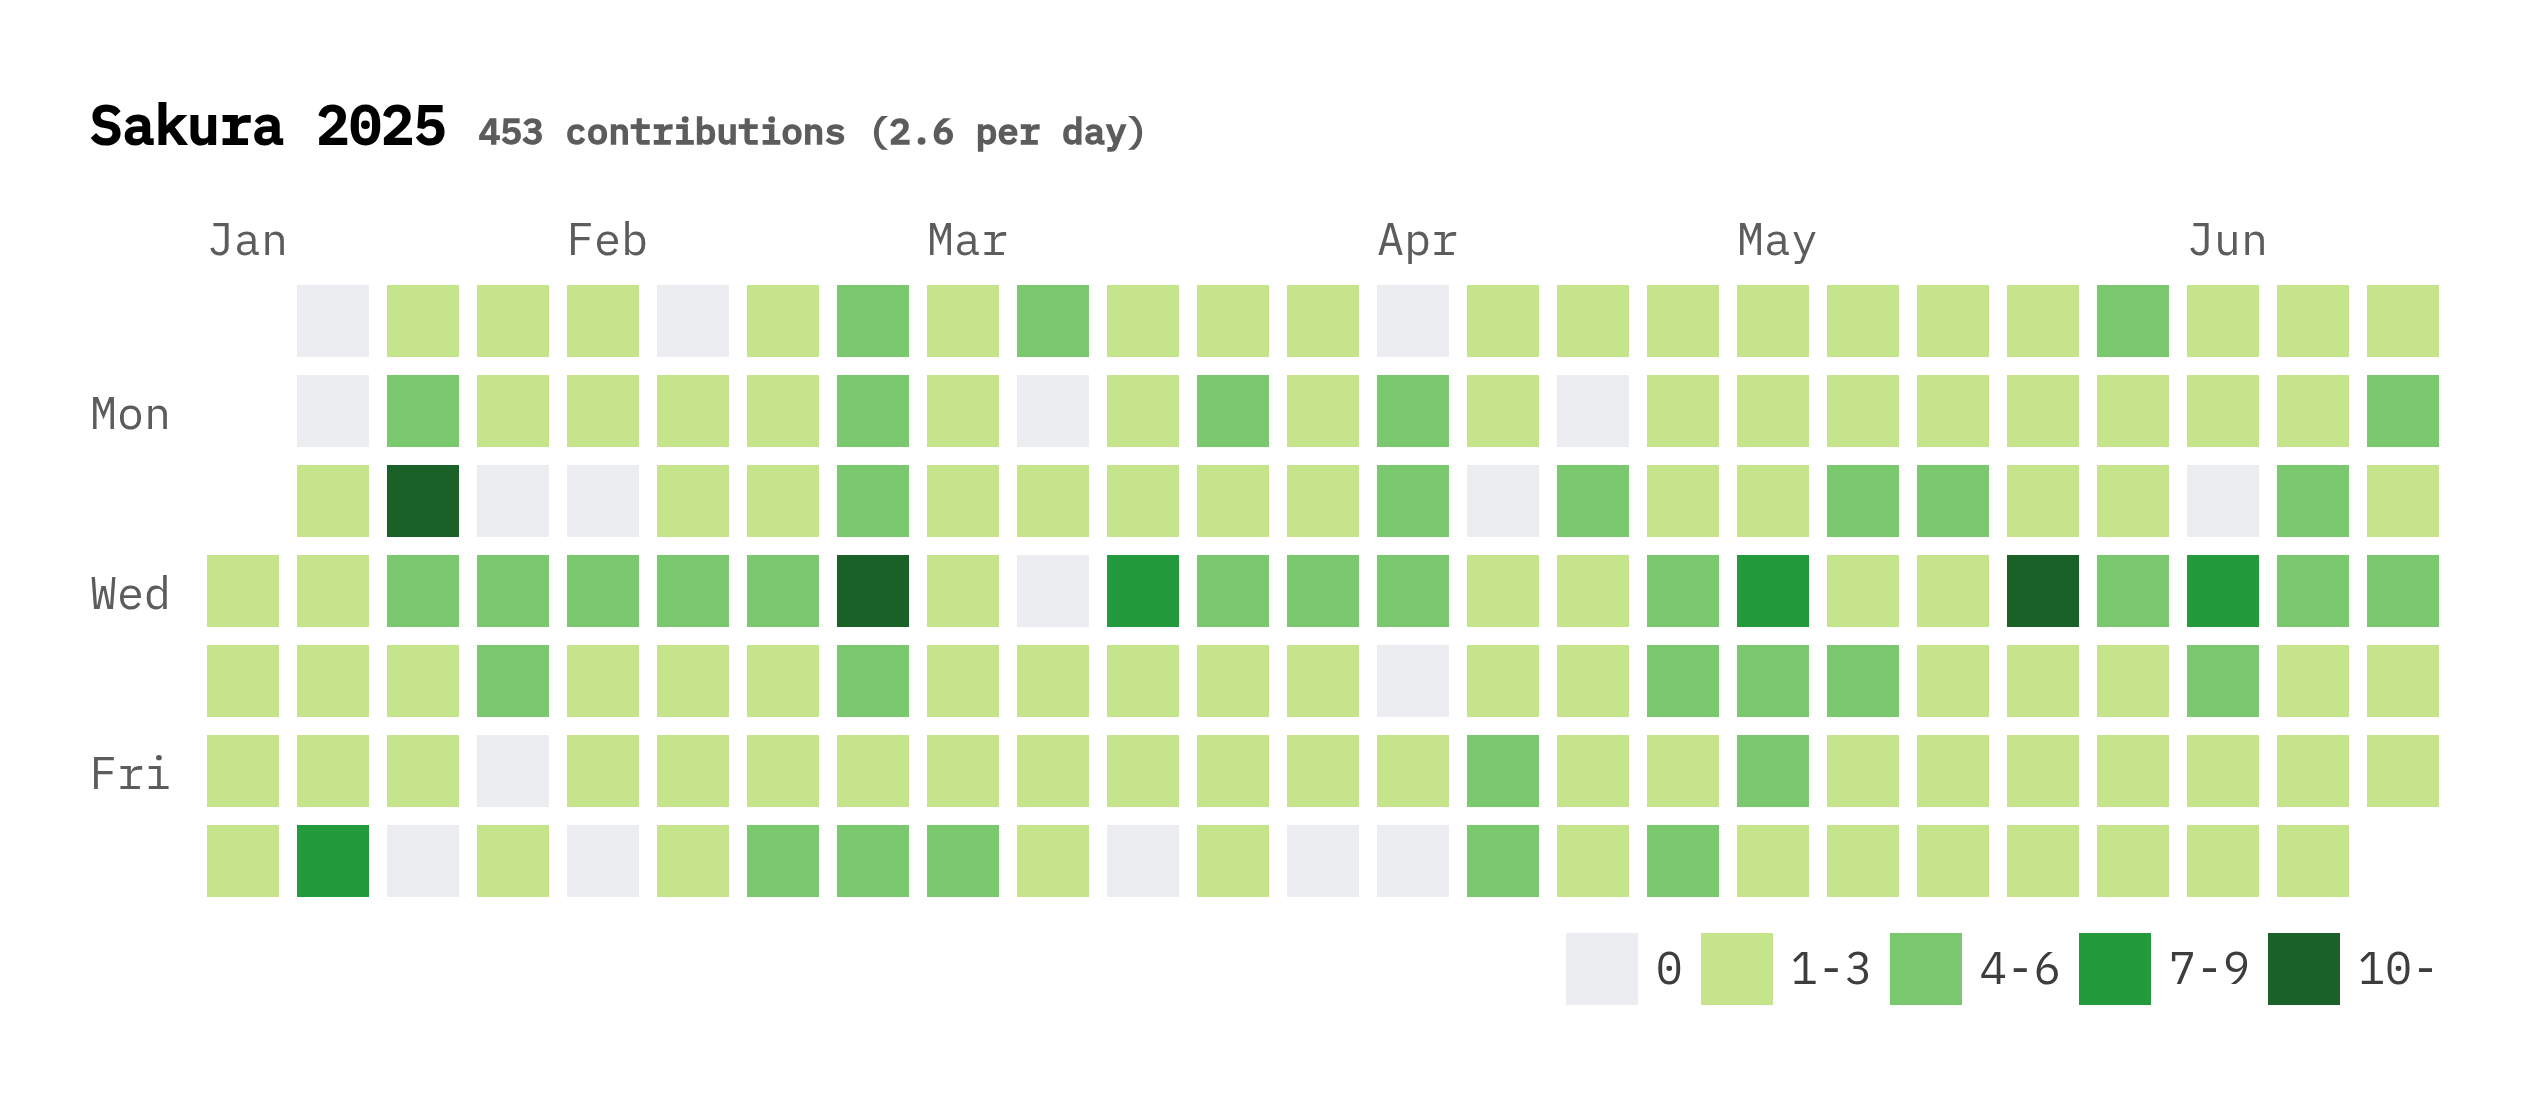 Sakura 2025 453 contributions (2.6 per day)
Jan Feb Mar Apr May Jun
Mon
Wed
Fri
0 1-3 4-6 7-9 10-